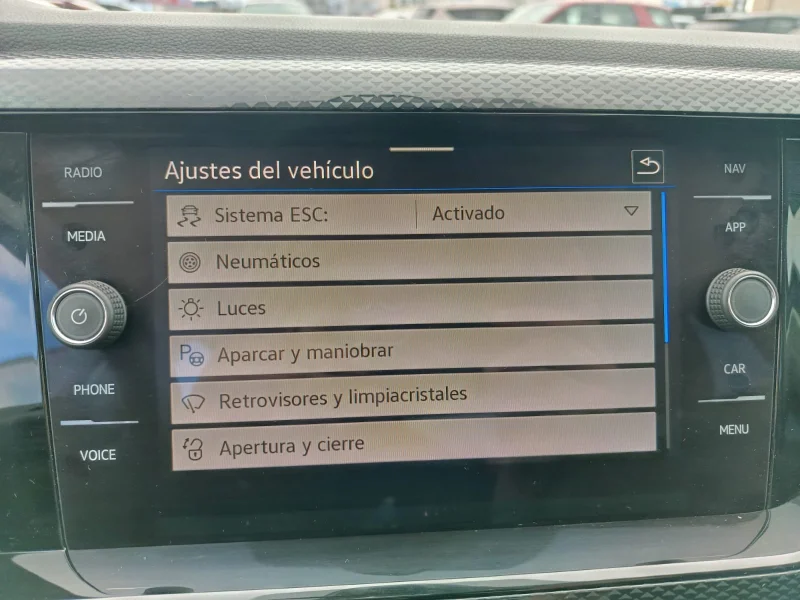 RADIO
MEDIA
PHONE
VOICE
Ajustes del vehículo
Sistema ESC: Activado
Neumáticos
Luces
P Aparcar y maniobrar
Retrovisores y limpiacristales
Apertura y cierre
NAV
APP
CAR
MENU